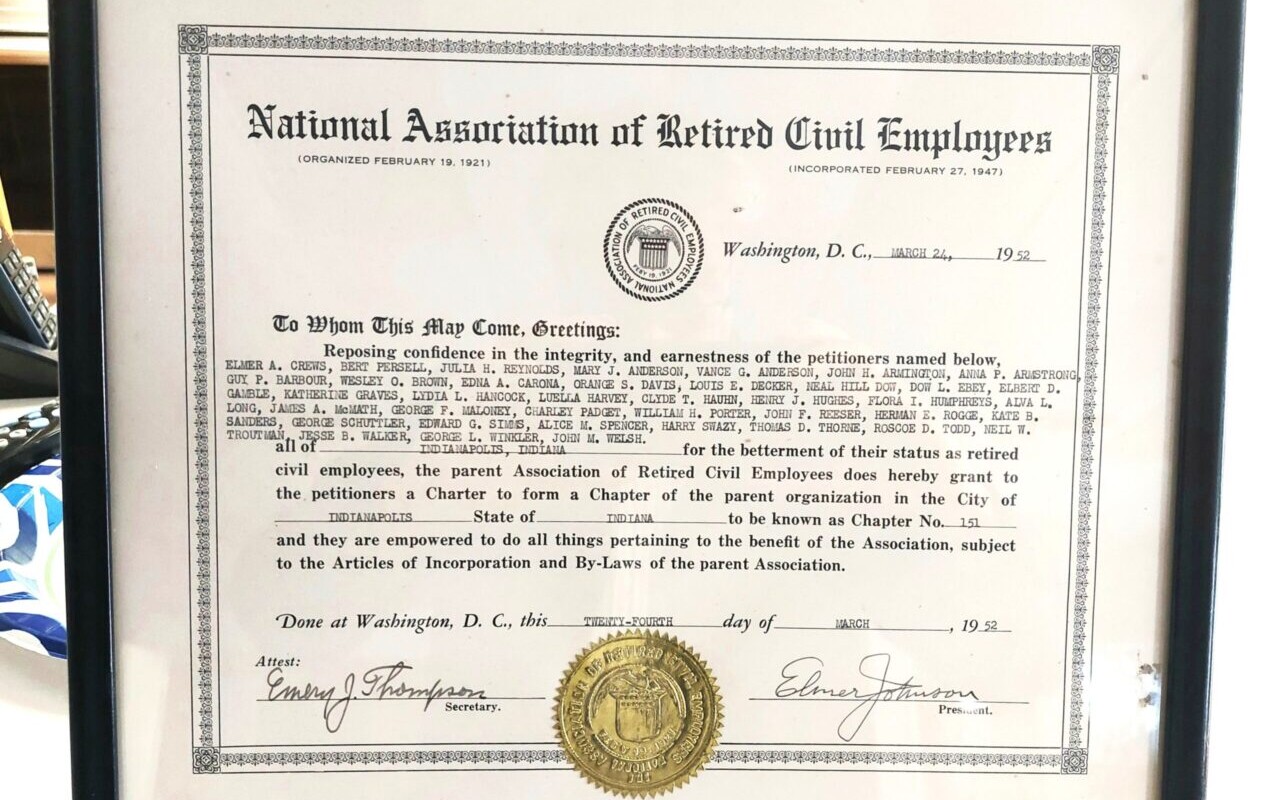 National Association of Retired Civil Employees
(ORGANIZED FEBRUARY 19, 1921)
(INCORPORATED FEBRUARY 27, 1947)
NATIONAL ASSOCIATION OF RETIRED CIVIL EMPLOYEES
Washington, D. C., MARCH 24, 19 52
To Whom This May Come, Greetings:
Reposing confidence in the integrity, and earnestness of the petitioners named below,
ELMER A. CREWS, BERT PERSELL, JULIA H. REYNOLDS, MARY J. ANDERSON, VANCE G. ANDERSON, JOHN H. ARMINGTON, ANNA P. ARMSTRONG,
GUY P. BARBOUR, WESLEY O. BROWN, EDNA A. CARONA, ORANGE S. DAVIS, LOUIS E. DECKER, NEAL HILL DOW, DOW L. EBEY, ELBERT D.
GAMBLE, KATHERINE GRAVES, LYDIA L. HANCOCK, LUELLA HARVEY, CLYDE T. HAUHN, HENRY J. HUGHES, FLORA I. HUMPHREYS, ALVA L.
LONG, JAMES A. McMATH, GEORGE F. MALONEY, CHARLEY PADGET, WILLIAM H. PORTER, JOHN F. REESER, HERMAN E. ROGGE, KATE B.
SANDERS, GEORGE SCHUTTLER, EDWARD G. SIMMS, ALICE M. SPENCER, HARRY SWAZY, THOMAS D. THORNE, ROSCOE D. TODD, NEIL W.
TROUTMAN, JESSE B. WALKER, GEORGE L. WINKLER, JOHN M. WELSH.
all of INDIANAPOLIS, INDIANA for the betterment of their status as retired
civil employees, the parent Association of Retired Civil Employees does hereby grant to
the petitioners a Charter to form a Chapter of the parent organization in the City of
INDIANAPOLIS State of INDIANA to be known as Chapter No. 151
and they are empowered to do all things pertaining to the benefit of the Association, subject
to the Articles of Incorporation and By-Laws of the parent Association.
Done at Washington, D. C., this TWENTY-FOURTH day of MARCH, 19 52
Attest:
Emery J. Thompson
Secretary.
Elmer Johnson
President.